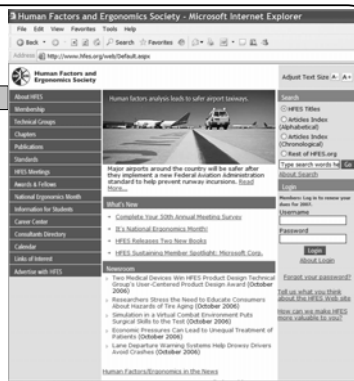 Human Factors and Ergonomics Society - Microsoft Internet Explorer
File Edit View Favorites Tools Help
Back Search Favorites
Address http://www.hfes.org/web/Default.aspx
Human Factors and
Ergonomics Society
Adjust Text Size A- A+
About HFES
Membership
Technical Groups
Chapters
Publications
Standards
HFES Meetings
Awards & Fellows
National Ergonomics Month
Information for Students
Career Center
Consultants Directory
Calendar
Links of Interest
Advertise with HFES
Human factors analysis leads to safer airport taxiways.
Major airports around the country will be safer after
they implement a new Federal Aviation Administration
standard to help prevent runway incursions. Read
More...
What's New
Complete Your 50th Annual Meeting Survey
It's National Ergonomics Month!
HFES Releases Two New Books
HFES Sustaining Member Spotlight: Microsoft Corp.
Newsroom
Two Medical Devices Win HFES Product Design Technical
Group's User-Centered Product Design Award (October
2006)
Researchers Stress the Need to Educate Consumers
About Hazards of Tire Aging (October 2006)
Simulation in a Virtual Combat Environment Puts
Surgical Skills to the Test (October 2006)
Economic Pressures Can Lead to Unequal Treatment of
Patients (October 2006)
Lane Departure Warning Systems Help Drowsy Drivers
Avoid Crashes (October 2006)
Human Factors/Ergonomics in the News
Search
HFES Titles
Articles Index
(Alphabetical)
Articles Index
(Chronological)
Rest of HFES.org
Type search words he Go
About Search
Login
Members: Log in to renew your
dues for 2007.
Username
Password
Login
About Login
Forgot your password?
Tell us what you think
about the HFES Web site
How can we make HFES
more valuable to you?